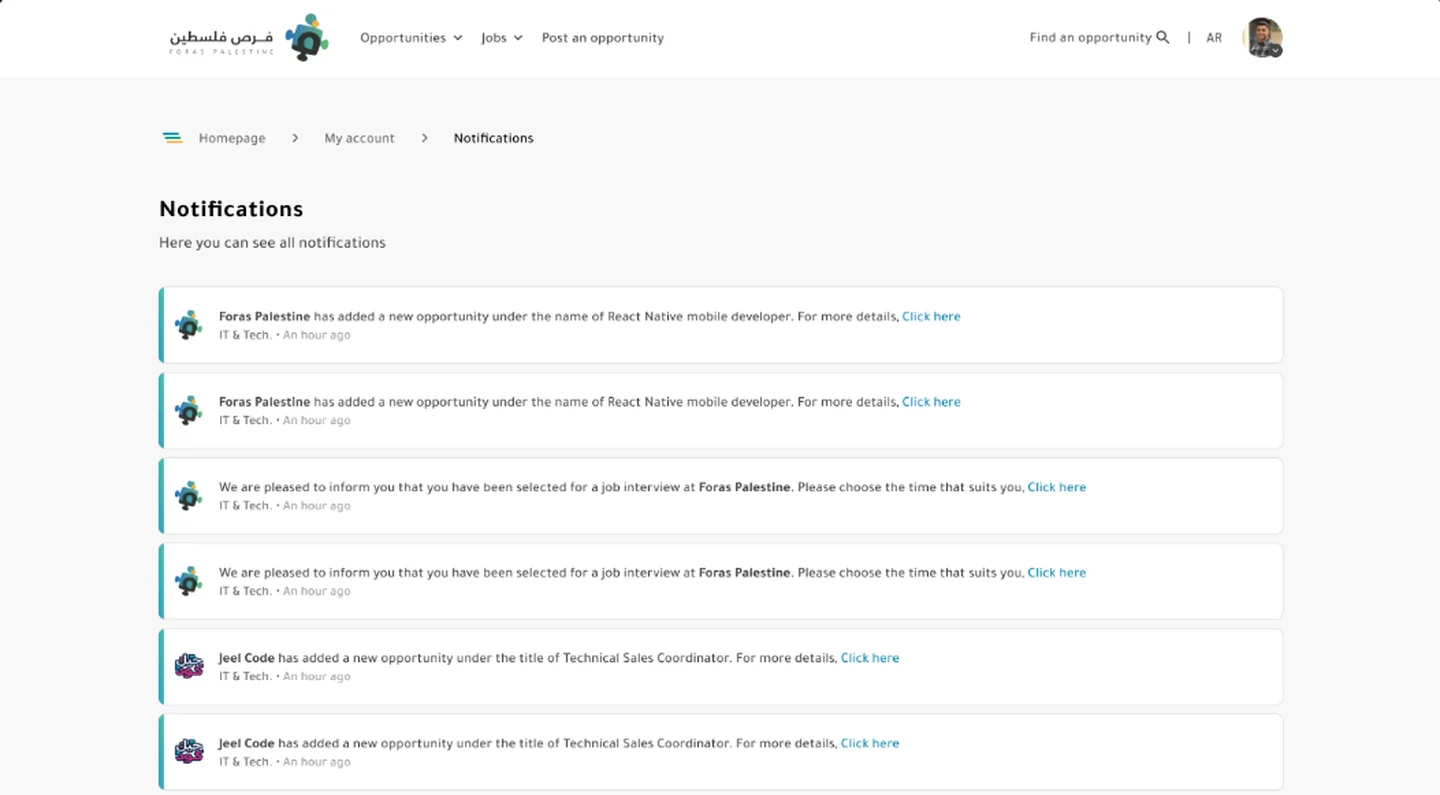 فـرص فلسطين
FORAS PALESTINE
Opportunities
Jobs
Post an opportunity
Find an opportunity
|
AR
Homepage > My account > Notifications
Notifications
Here you can see all notifications
Foras Palestine has added a new opportunity under the name of React Native mobile developer. For more details, Click here
IT & Tech. • An hour ago
Foras Palestine has added a new opportunity under the name of React Native mobile developer. For more details, Click here
IT & Tech. • An hour ago
We are pleased to inform you that you have been selected for a job interview at Foras Palestine. Please choose the time that suits you, Click here
IT & Tech. • An hour ago
We are pleased to inform you that you have been selected for a job interview at Foras Palestine. Please choose the time that suits you, Click here
IT & Tech. • An hour ago
Jeel Code has added a new opportunity under the title of Technical Sales Coordinator. For more details, Click here
IT & Tech. • An hour ago
Jeel Code has added a new opportunity under the title of Technical Sales Coordinator. For more details, Click here
IT & Tech. • An hour ago